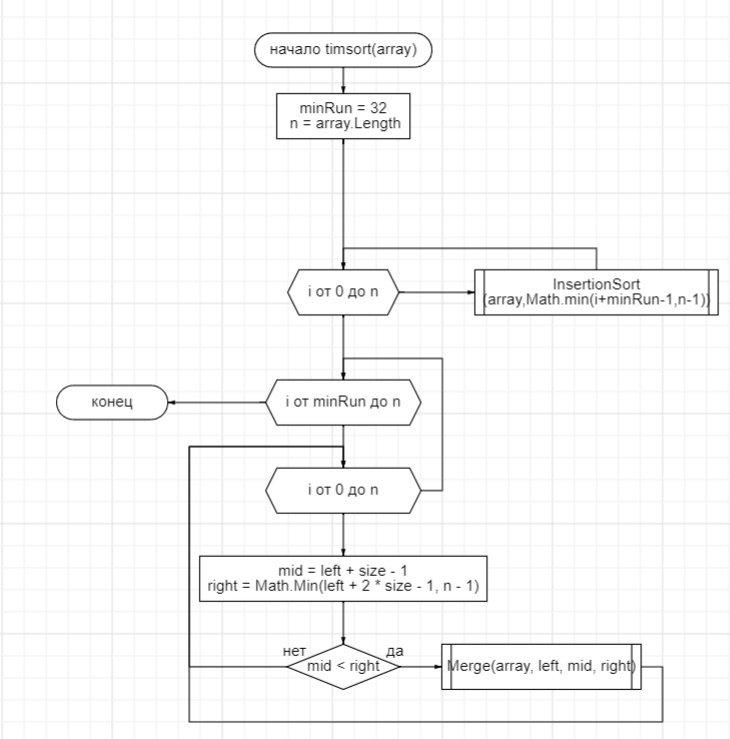 начало timsort(array)
minRun = 32
n = array.Length
i от 0 до n
InsertionSort
(array,Math.min(i+minRun-1,n-1))
конец
i от minRun до n
i от 0 до n
mid = left + size - 1
right = Math.Min(left + 2 * size - 1, n - 1)
нет
да
mid < right
Merge(array, left, mid, right)